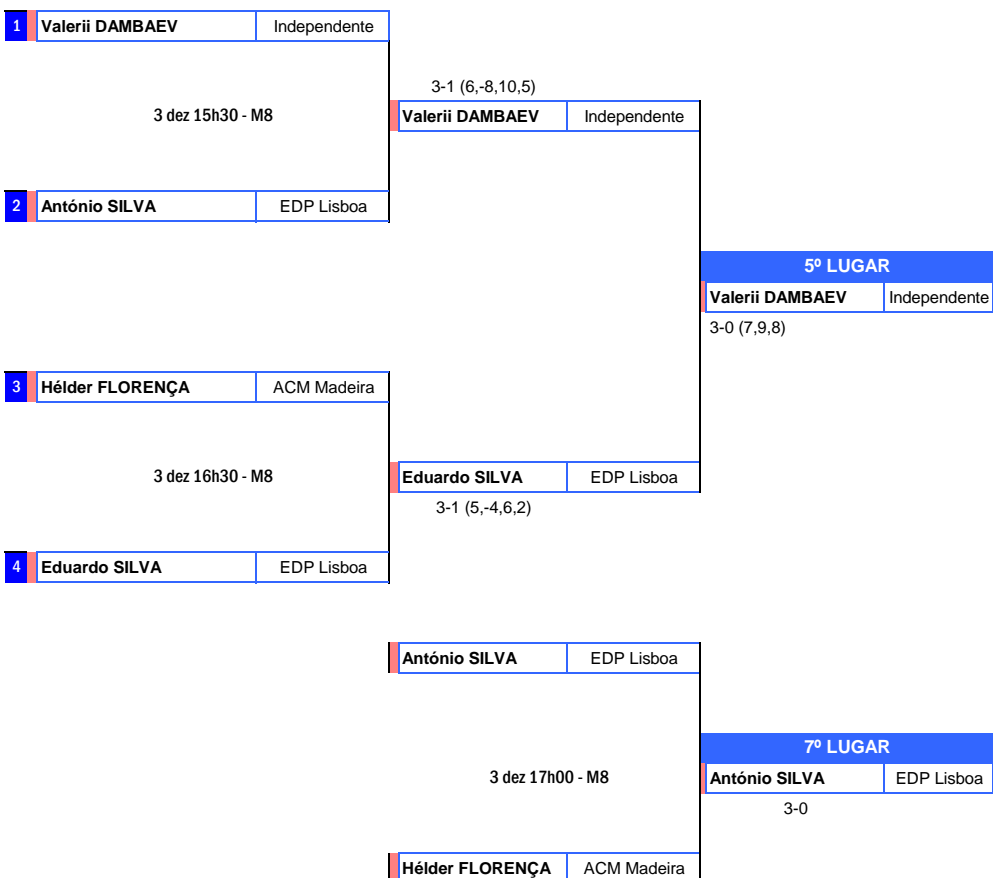 1 Valerii DAMBAEV Independente
3-1 (6,-8,10,5)
3 dez 15h30 - M8
Valerii DAMBAEV Independente
2 António SILVA EDP Lisboa
5º LUGAR
Valerii DAMBAEV Independente
3-0 (7,9,8)
3 Hélder FLORENÇA ACM Madeira
3 dez 16h30 - M8
Eduardo SILVA EDP Lisboa
3-1 (5,-4,6,2)
4 Eduardo SILVA EDP Lisboa
António SILVA EDP Lisboa
7º LUGAR
3 dez 17h00 - M8
António SILVA EDP Lisboa
3-0
Hélder FLORENÇA ACM Madeira